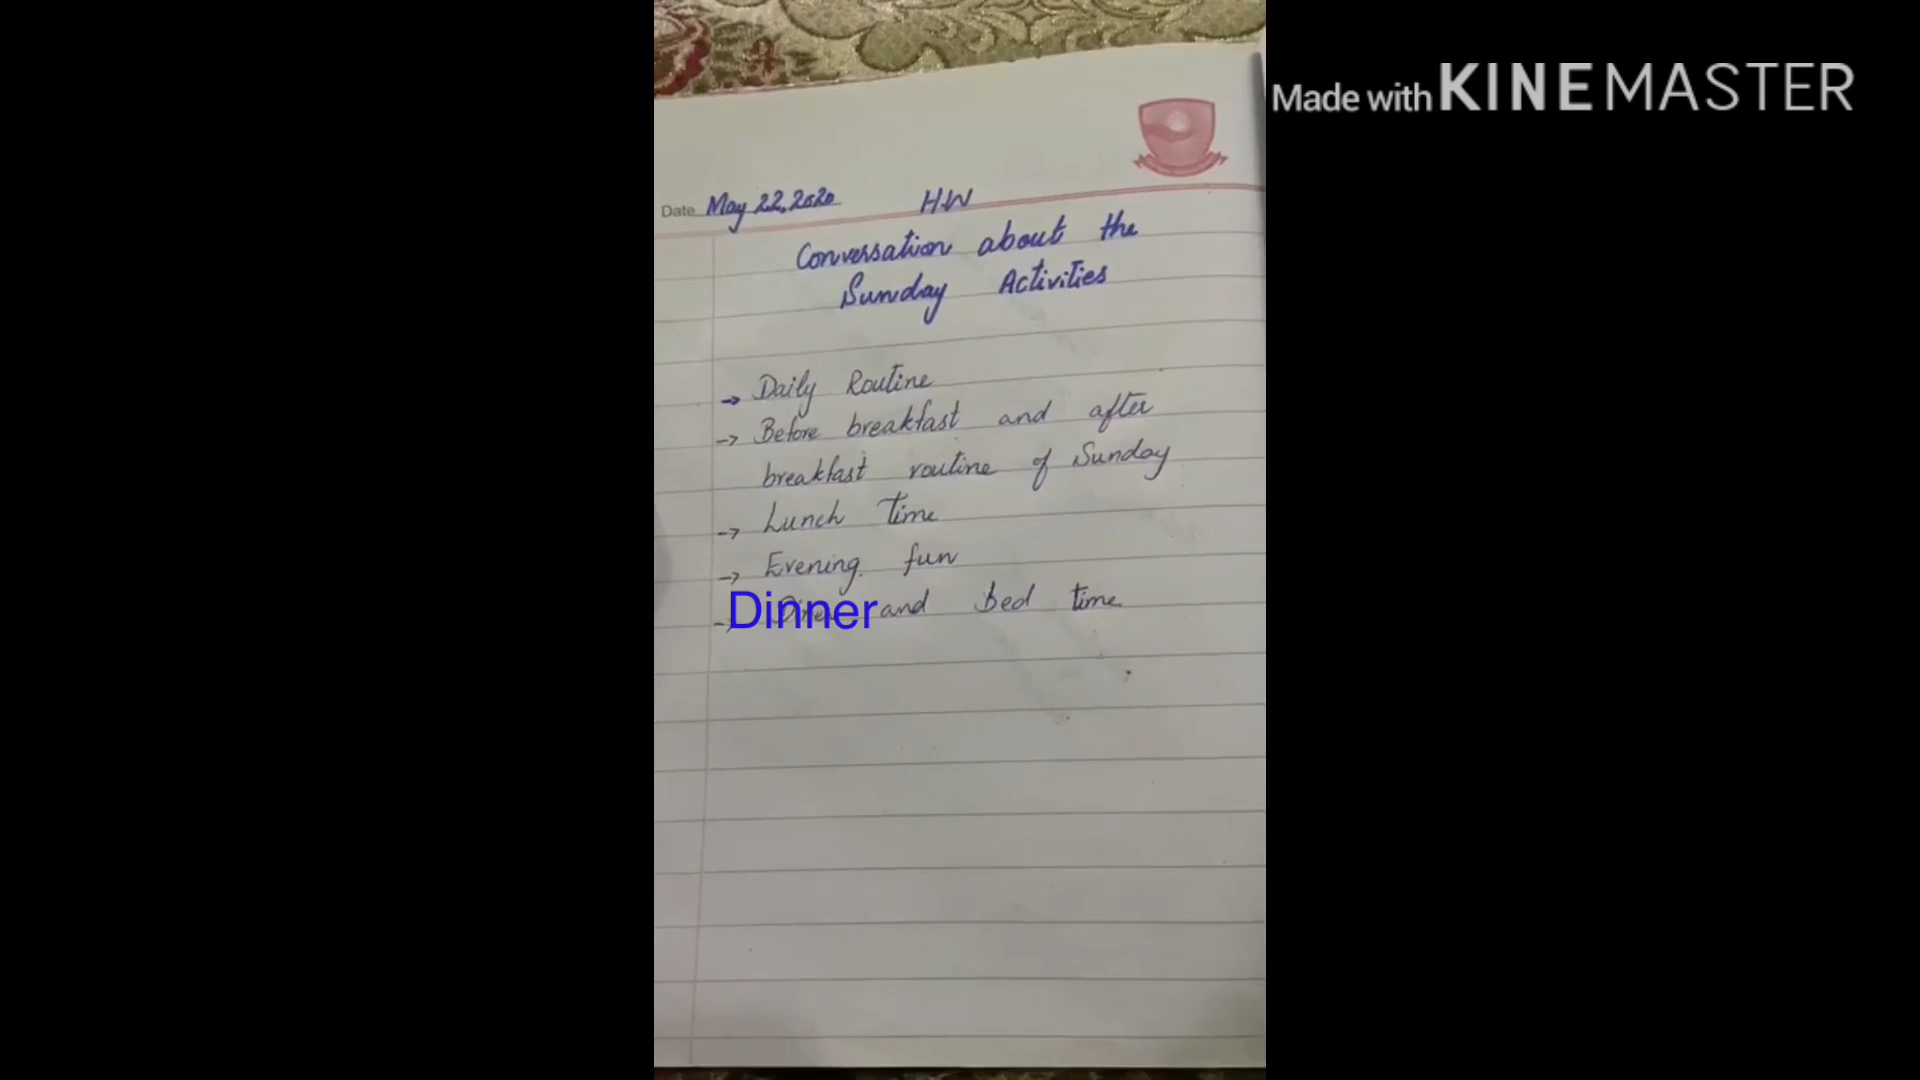 Made with KINEMASTER
Date May 22, 2020 HW
Conversation about the
Sunday Activities
→ Daily Routine
→ Before breakfast and after
breakfast routine of Sunday
→ Lunch time
→ Evening fun
→ Dinner and bed time